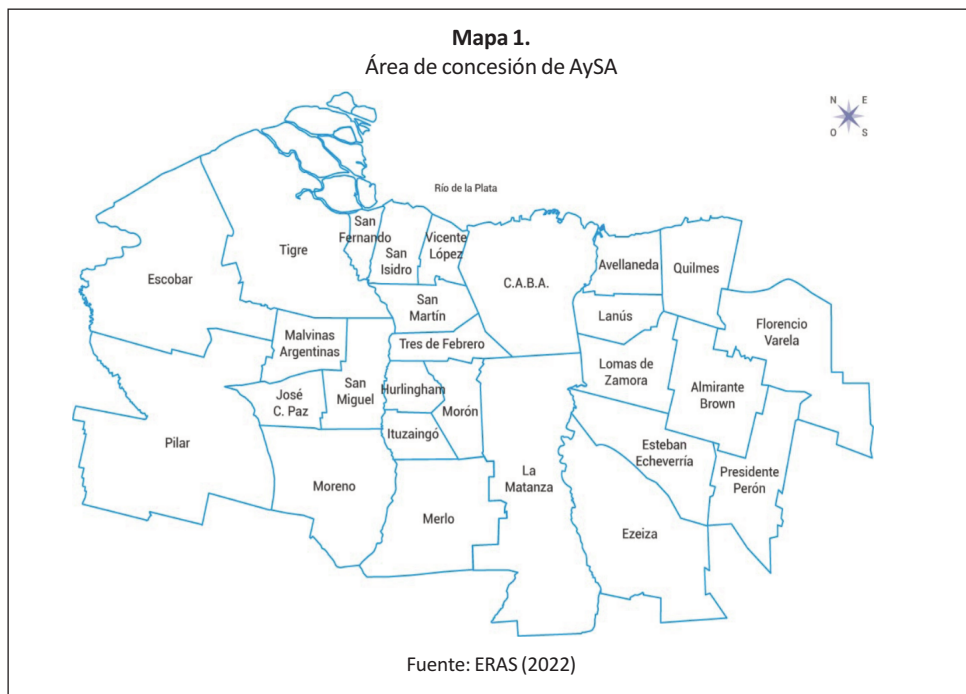 Mapa 1.
Área de concesión de AySA
N E
O S
Río de la Plata
Escobar
Tigre
San
Fernando
San
Isidro
Vicente
López
C.A.B.A.
Avellaneda
Quilmes
San
Martín
Lanús
Florencio
Varela
Malvinas
Argentinas
Tres de Febrero
Lomas de
Zamora
José
C. Paz
San
Miguel
Hurlingham
Morón
Almirante
Brown
Pilar
Ituzaingó
Esteban
Echeverría
La
Matanza
Presidente
Perón
Moreno
Merlo
Ezeiza
Fuente: ERAS (2022)